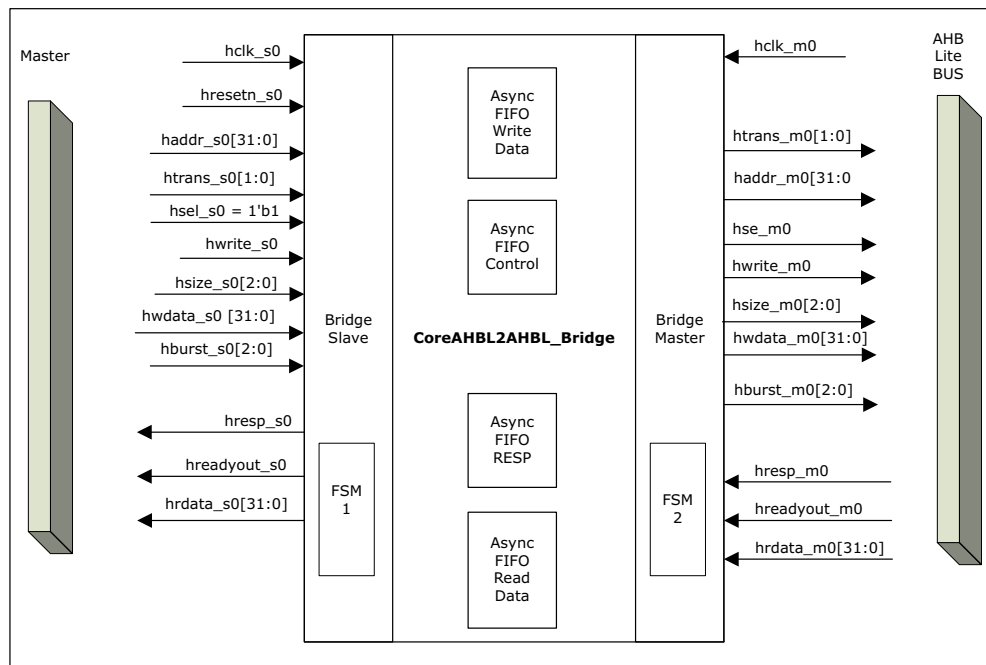 Master
hclk_s0
hresetn_s0
haddr_s0[31:0]
htrans_s0[1:0]
hsel_s0 = 1'b1
hwrite_s0
hsize_s0[2:0]
hwdata_s0 [31:0]
hburst_s0[2:0]
hresp_s0
hreadyout_s0
hrdata_s0[31:0]
Bridge
Slave
FSM
1
Async
FIFO
Write
Data
Async
FIFO
Control
CoreAHBL2AHBL_Bridge
Async
FIFO
RESP
Async
FIFO
Read
Data
Bridge
Master
FSM
2
hclk_m0
htrans_m0[1:0]
haddr_m0[31:0
hse_m0
hwrite_m0
hsize_m0[2:0]
hwdata_m0[31:0]
hburst_m0[2:0]
hresp_m0
hreadyout_m0
hrdata_m0[31:0]
AHB
Lite
BUS